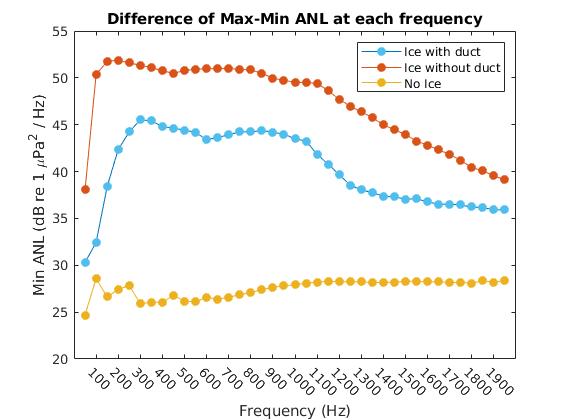 Difference of Max-Min ANL at each frequency
55
50
45
40
35
30
25
20
Min ANL (dB re 1 μPa² / Hz)
Ice with duct
Ice without duct
No Ice
100 200 300 400 500 600 700 800 900 1000 1100 1200 1300 1400 1500 1600 1700 1800 1900
Frequency (Hz)